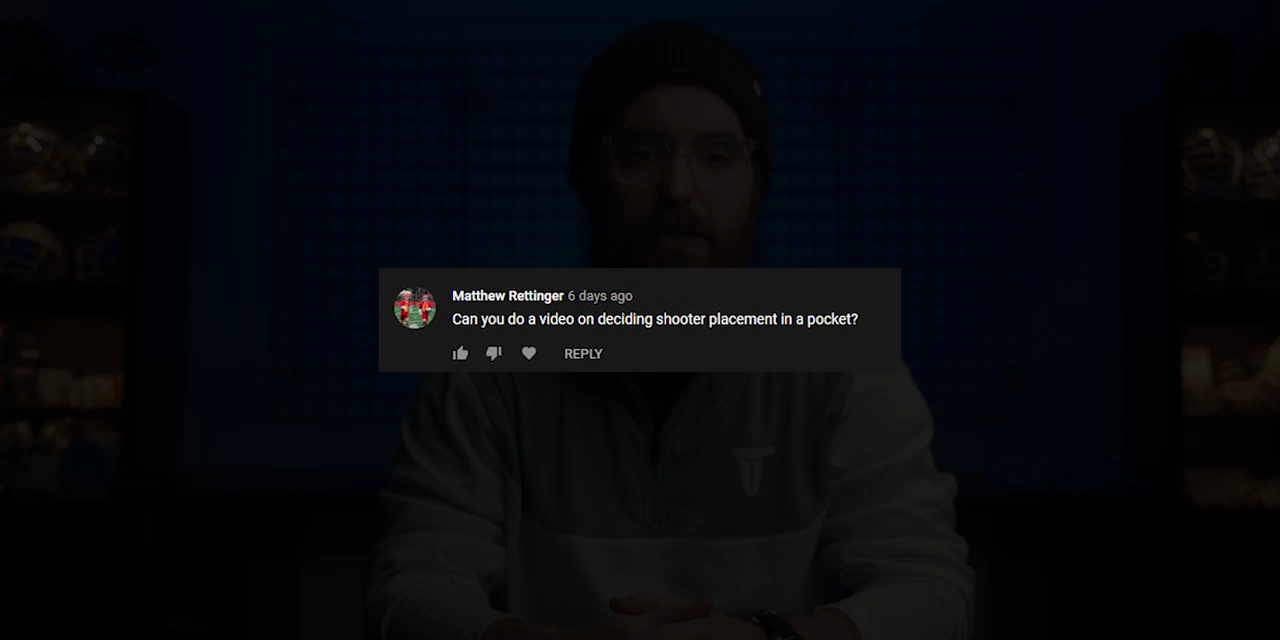 Matthew Rettinger 6 days ago
Can you do a video on deciding shooter placement in a pocket?
REPLY